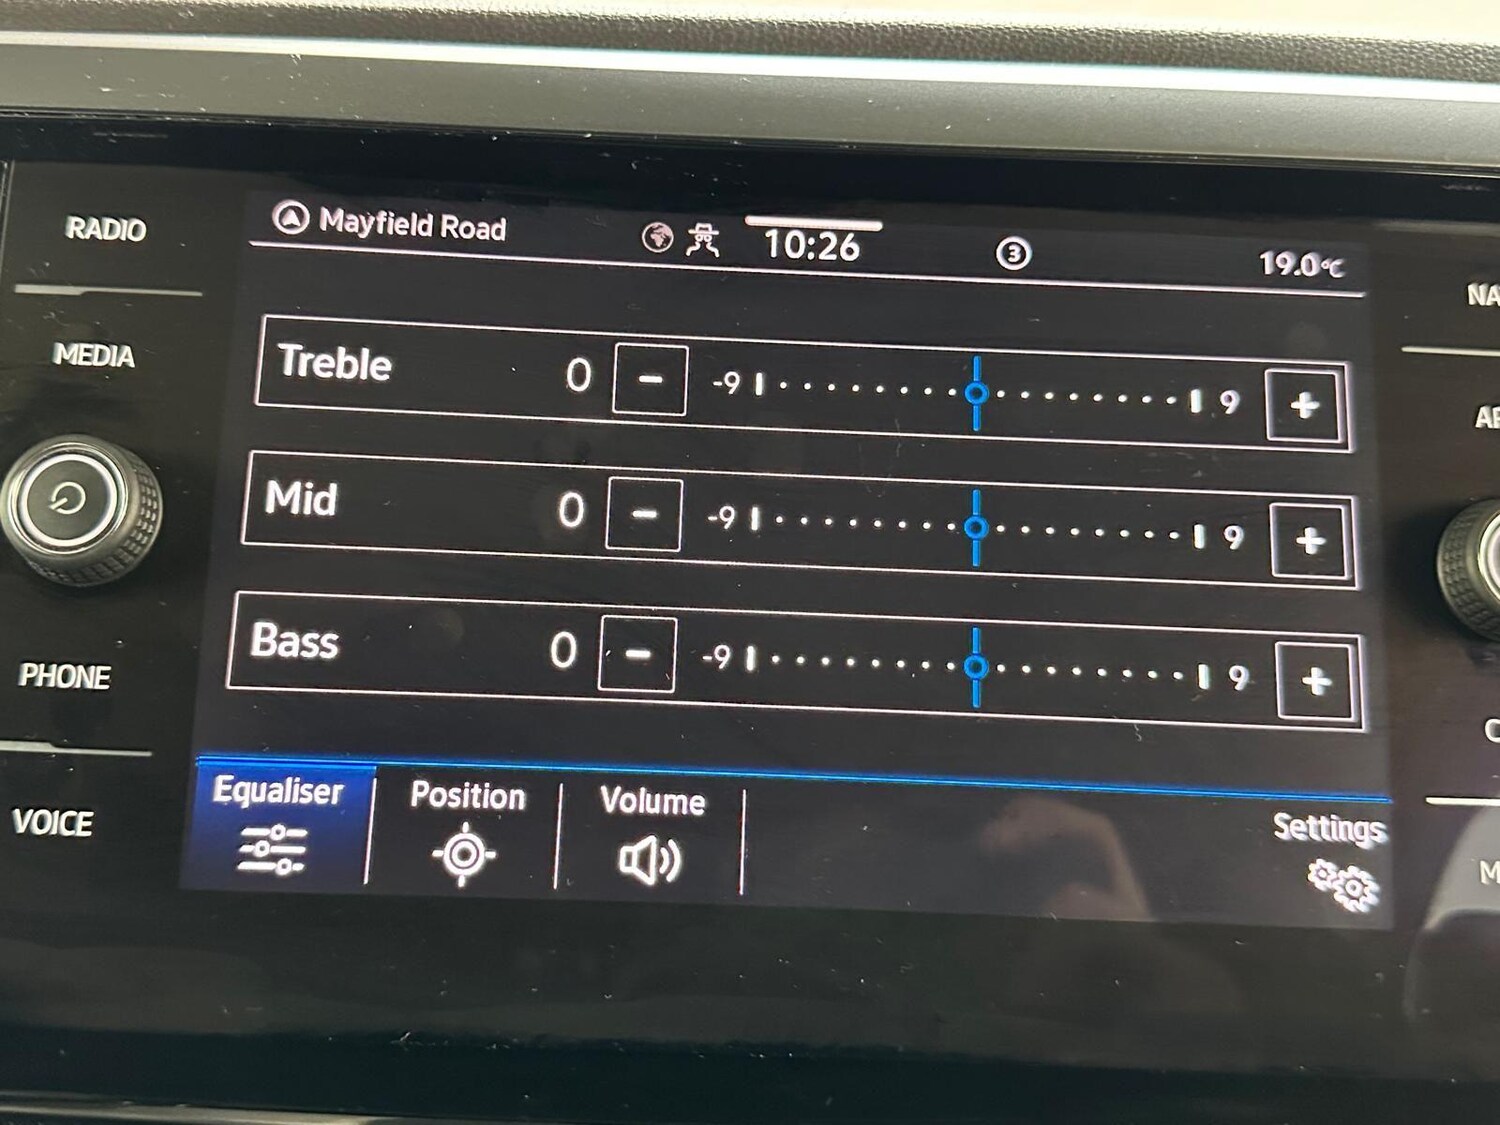 RADIO
MEDIA
PHONE
VOICE
Mayfield Road
10:26
3
19.0°C
Treble 0 - -9 9 +
Mid 0 - -9 9 +
Bass 0 - -9 9 +
Equaliser
Position
Volume
Settings
NA